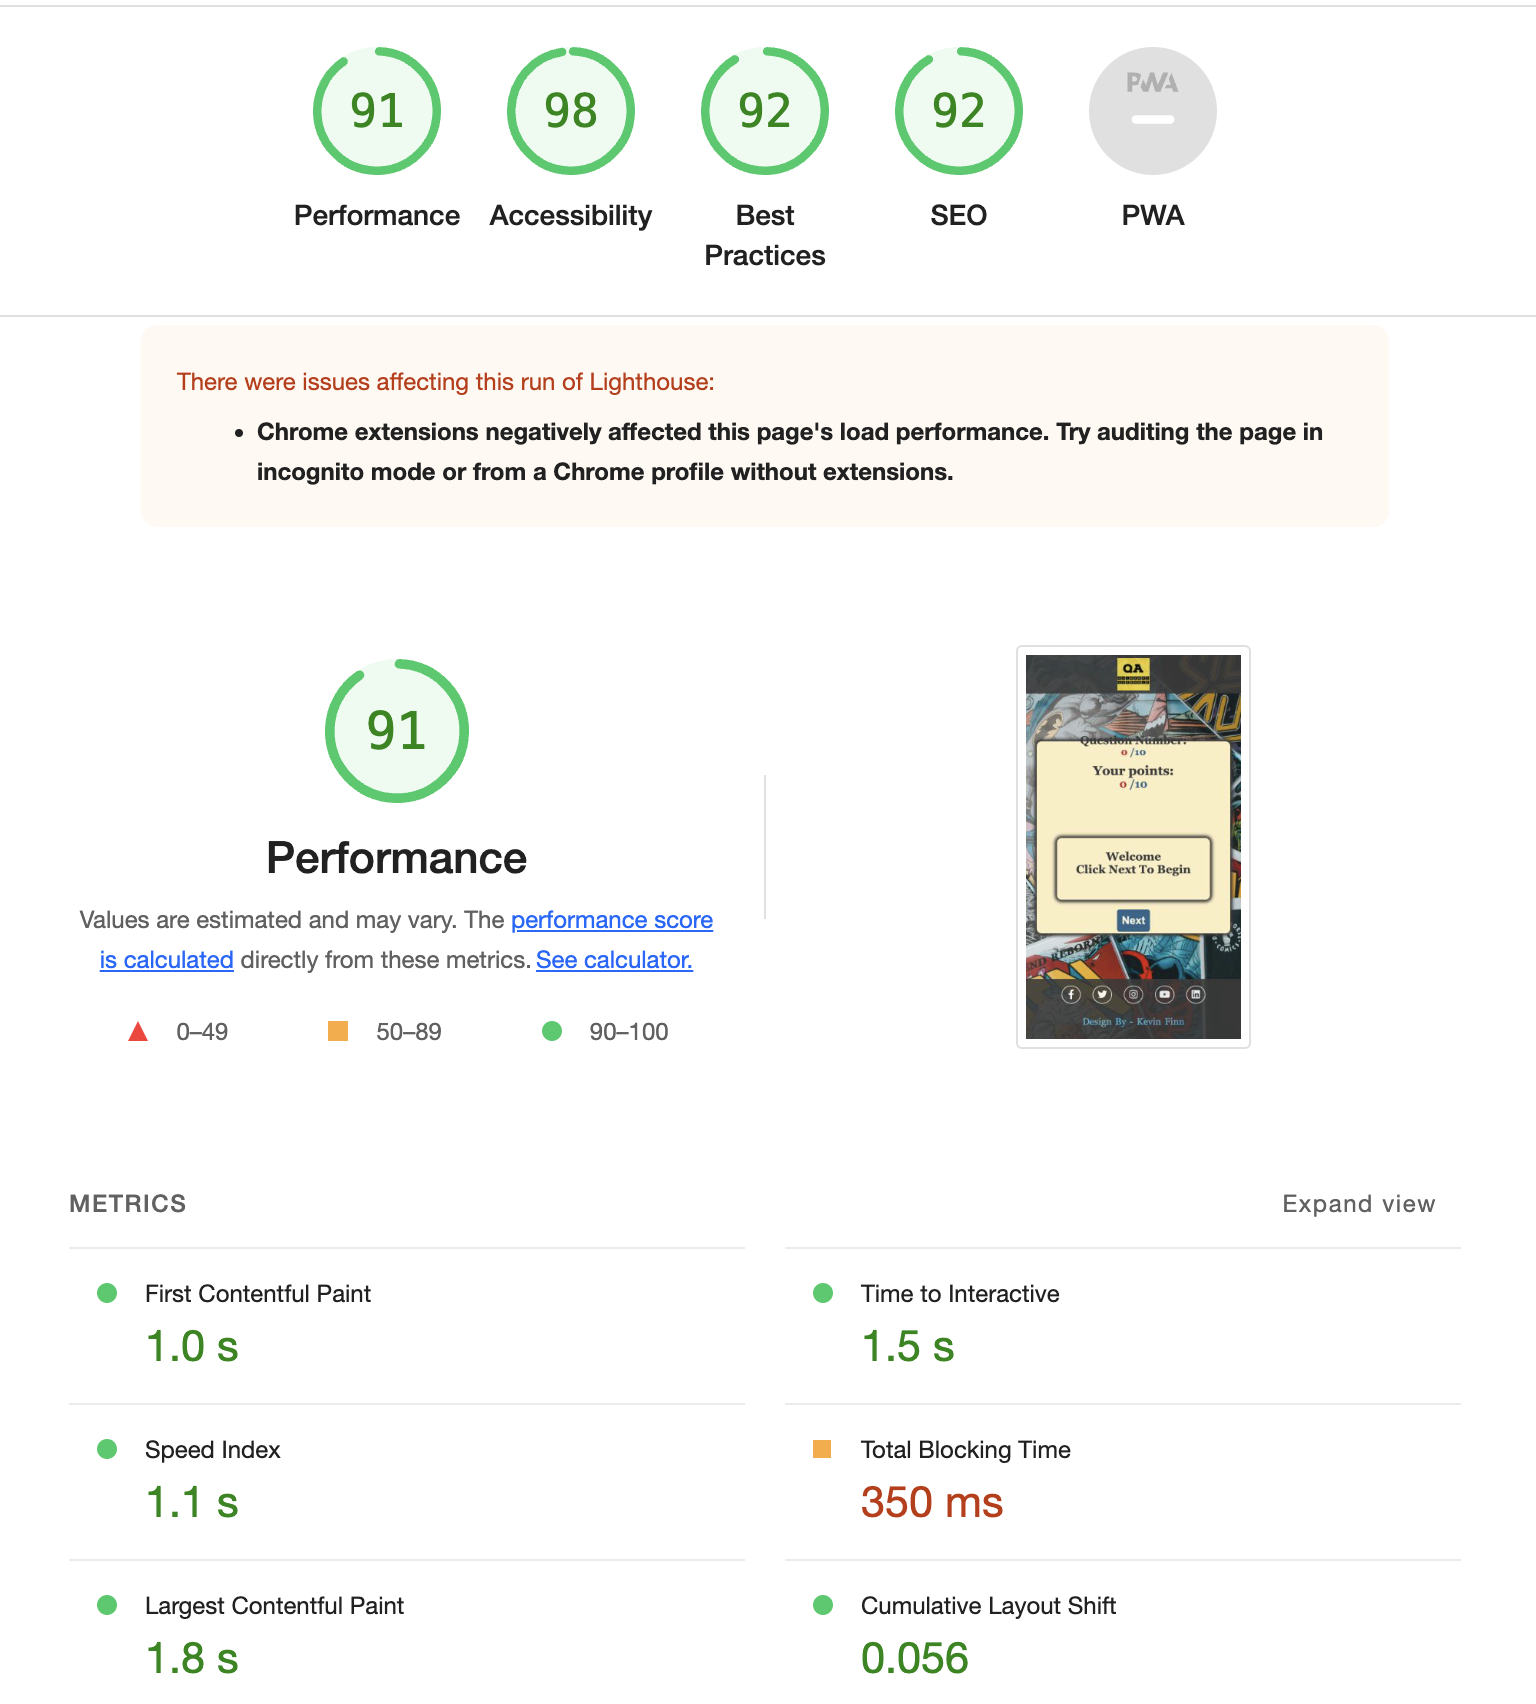 91
98
92
92
PWA
Performance
Accessibility
Best
Practices
SEO
PWA
There were issues affecting this run of Lighthouse:
• Chrome extensions negatively affected this page's load performance. Try auditing the page in
incognito mode or from a Chrome profile without extensions.
91
Performance
Values are estimated and may vary. The performance score
is calculated directly from these metrics. See calculator.
0–49
50–89
90–100
QA
Question Number:
0 /10
Your points:
0 /10
Welcome
Click Next To Begin
Next
Design By - Kevin Finn
METRICS
Expand view
First Contentful Paint
1.0 s
Time to Interactive
1.5 s
Speed Index
1.1 s
Total Blocking Time
350 ms
Largest Contentful Paint
1.8 s
Cumulative Layout Shift
0.056